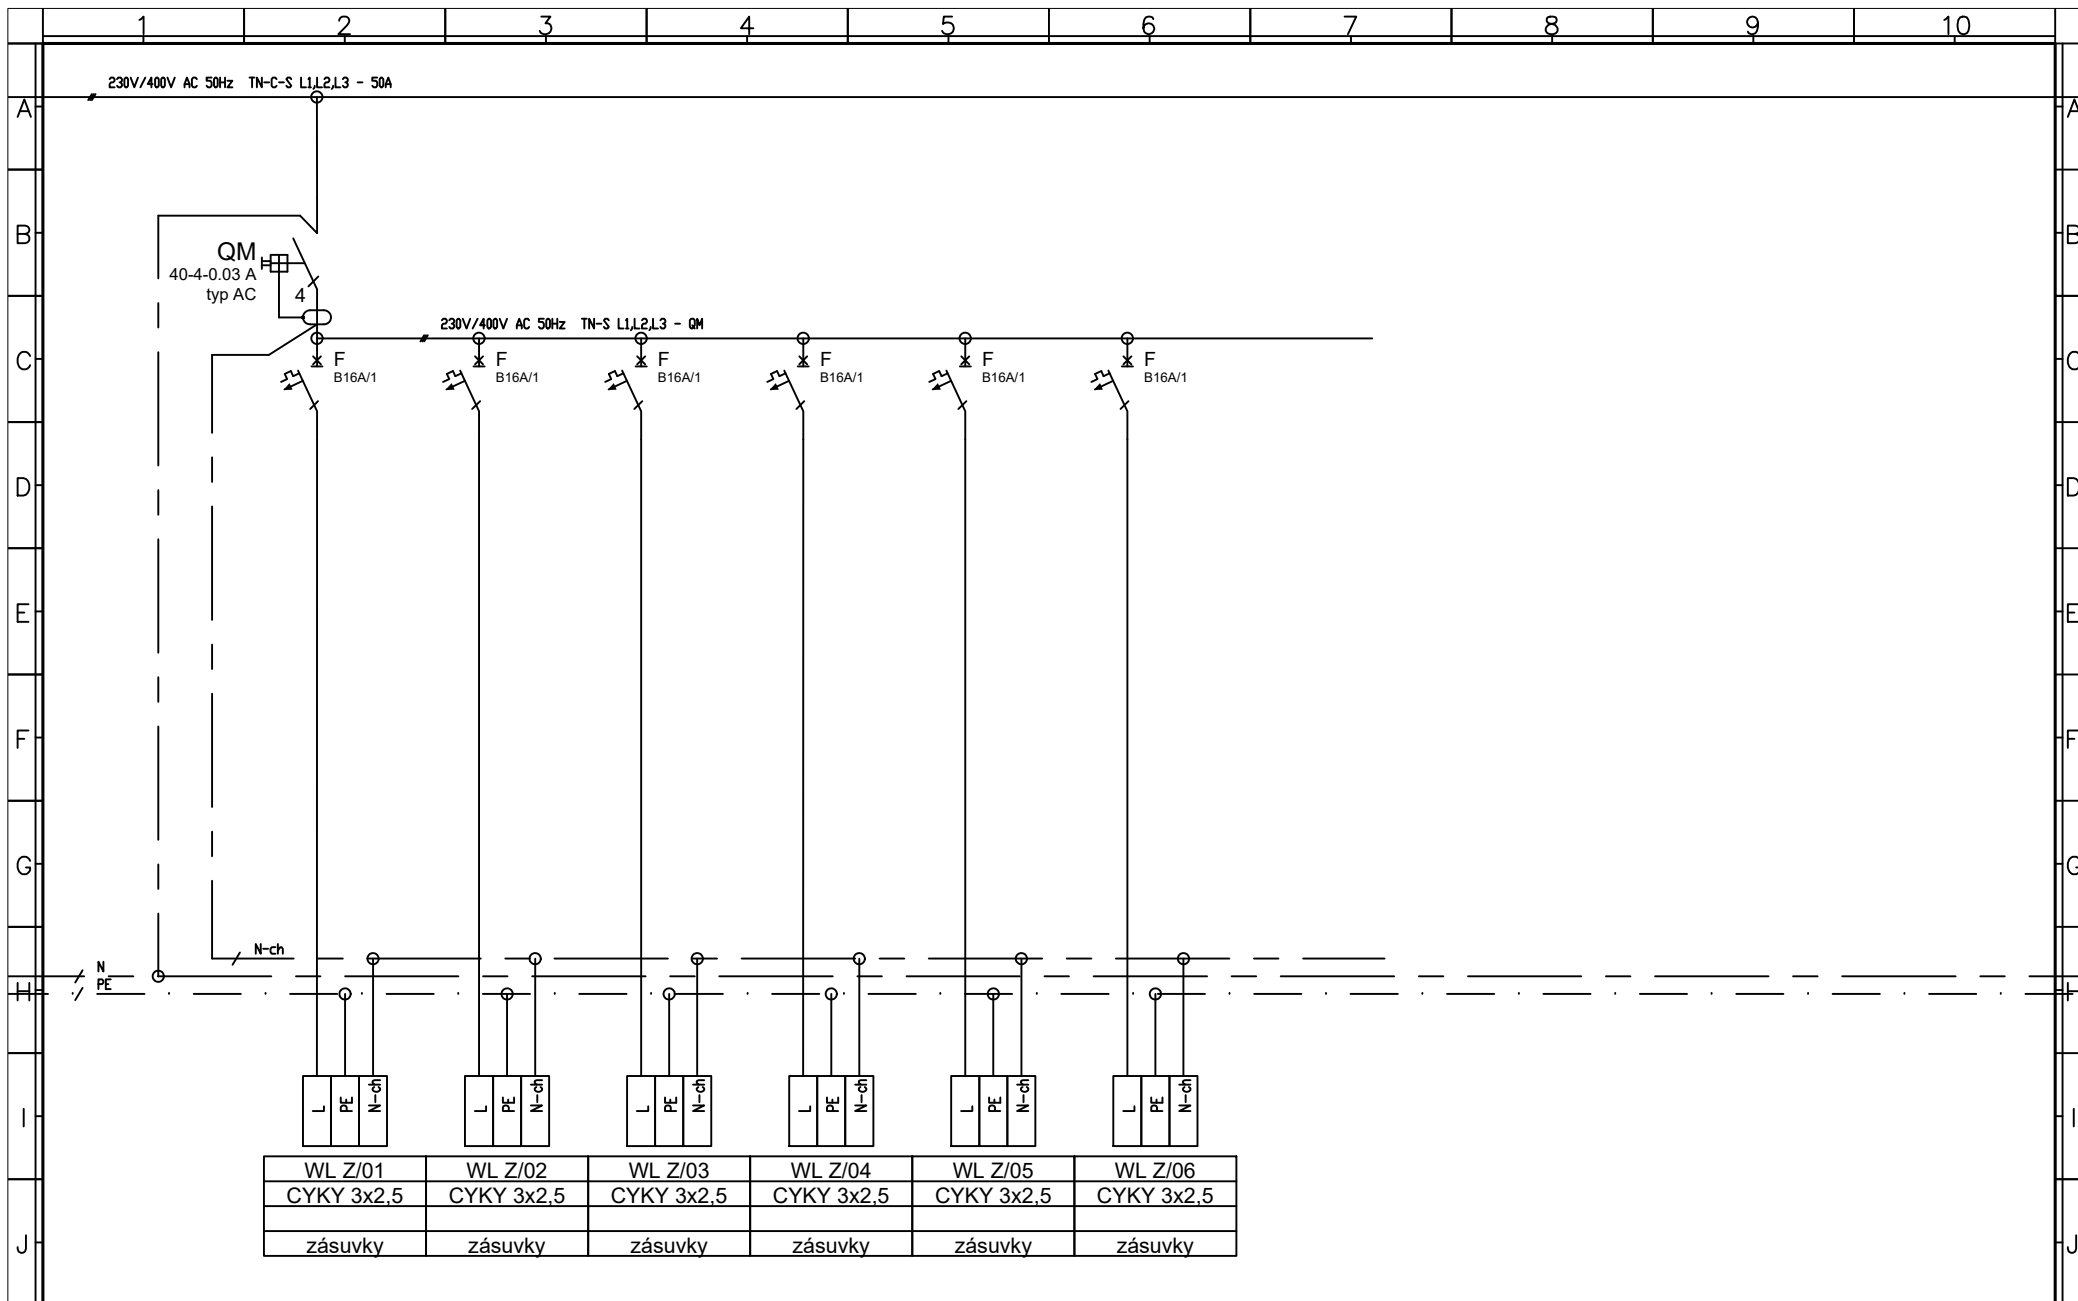 1 2 3 4 5 6 7 8 9 10
230V/400V AC 50Hz TN-C-S L1,L2,L3 - 50A
A A
B B
QM
40-4-0.03 A
typ AC
4
230V/400V AC 50Hz TN-S L1,L2,L3 - QM
C C
F F F F F F
B16A/1 B16A/1 B16A/1 B16A/1 B16A/1 B16A/1
D D
E E
F F
G G
N-ch
N
PE
H H
L PE N-ch L PE N-ch L PE N-ch L PE N-ch L PE N-ch L PE N-ch
I I
WL Z/01 WL Z/02 WL Z/03 WL Z/04 WL Z/05 WL Z/06
CYKY 3x2,5 CYKY 3x2,5 CYKY 3x2,5 CYKY 3x2,5 CYKY 3x2,5 CYKY 3x2,5
J J
zásuvky zásuvky zásuvky zásuvky zásuvky zásuvky